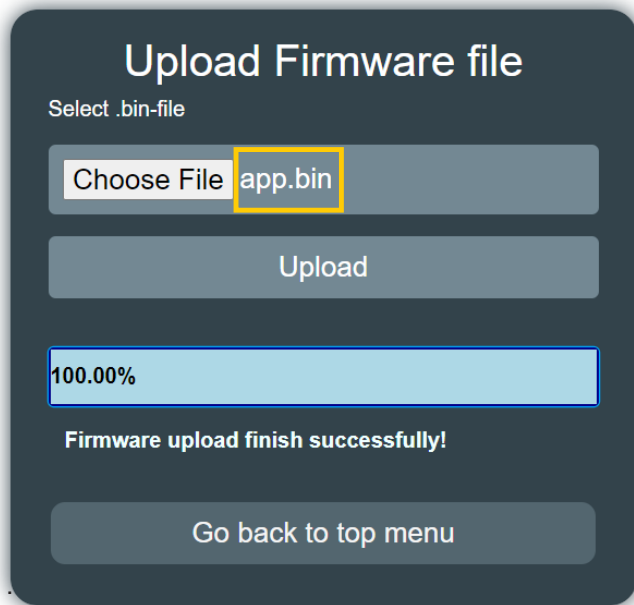 Upload Firmware file
Select .bin-file
Choose File app.bin
Upload
100.00%
Firmware upload finish successfully!
Go back to top menu
.